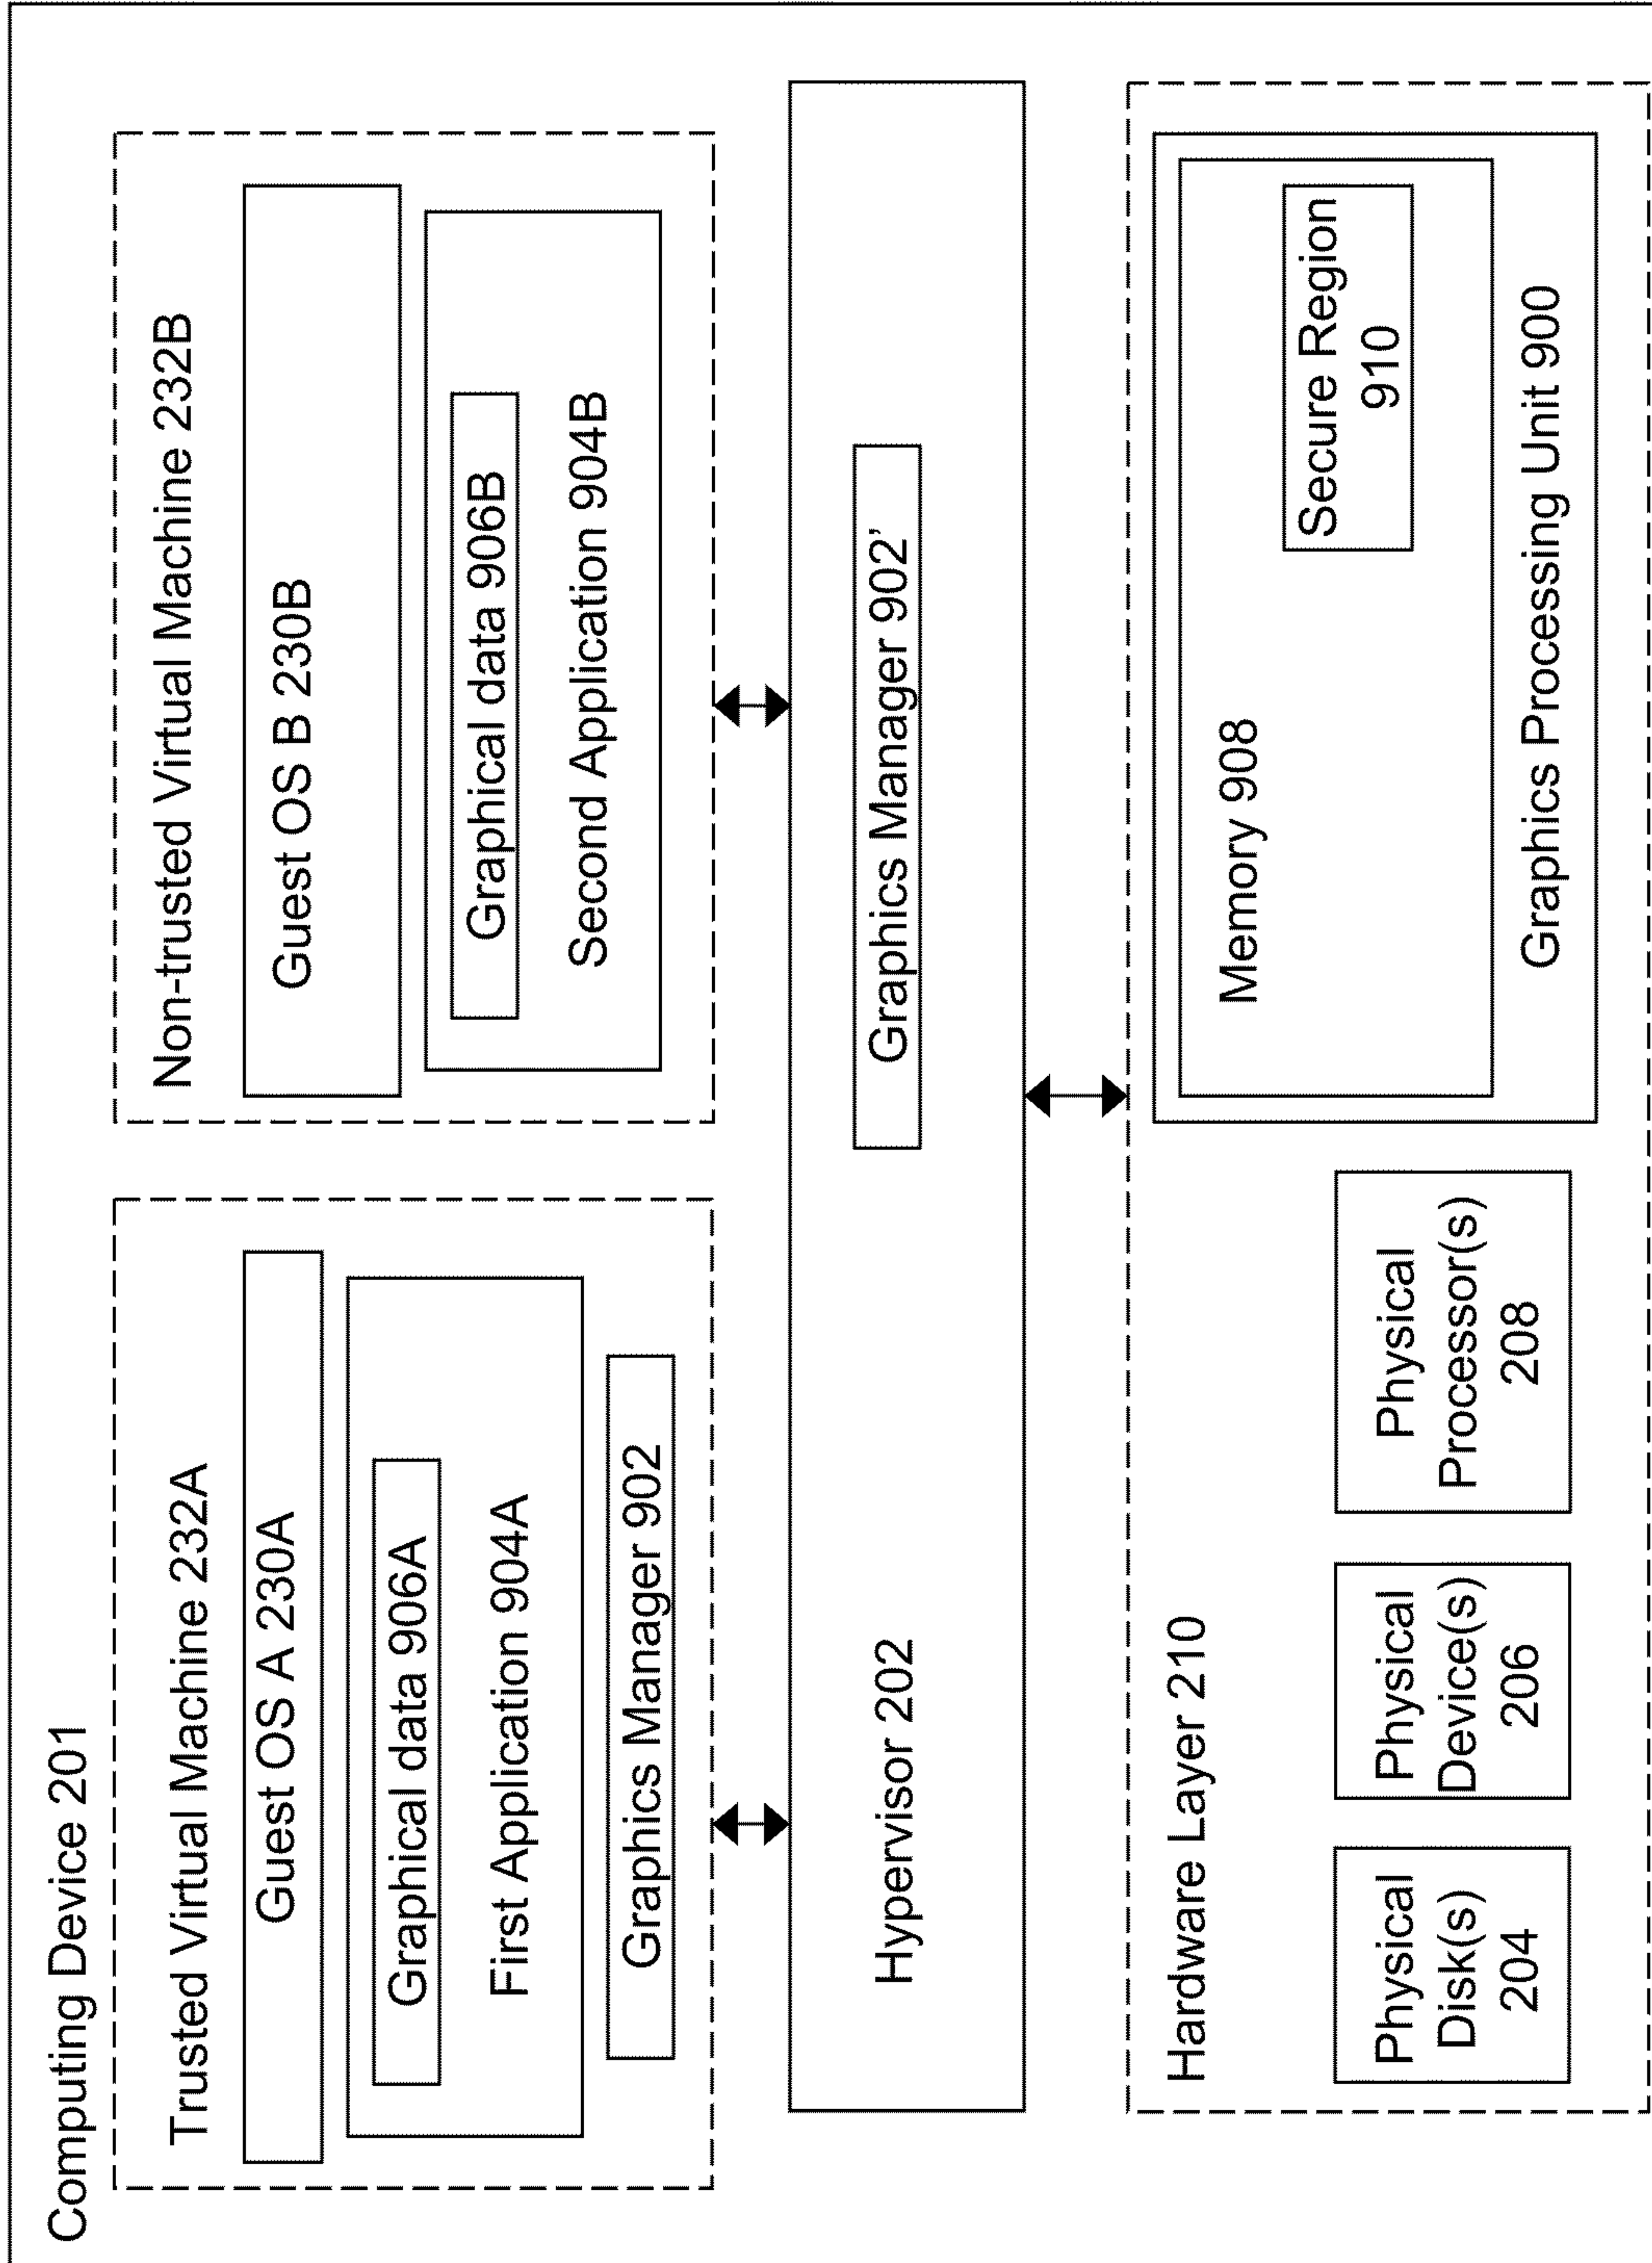 Computing Device 201
Trusted Virtual Machine 232A
Guest OS A 230A
Graphical data 906A
First Application 904A
Graphics Manager 902
Non-trusted Virtual Machine 232B
Guest OS B 230B
Graphical data 906B
Second Application 904B
Hypervisor 202
Graphics Manager 902’
Hardware Layer 210
Physical
Disk(s)
204
Physical
Device(s)
206
Physical
Processor(s)
208
Memory 908
Secure Region
910
Graphics Processing Unit 900